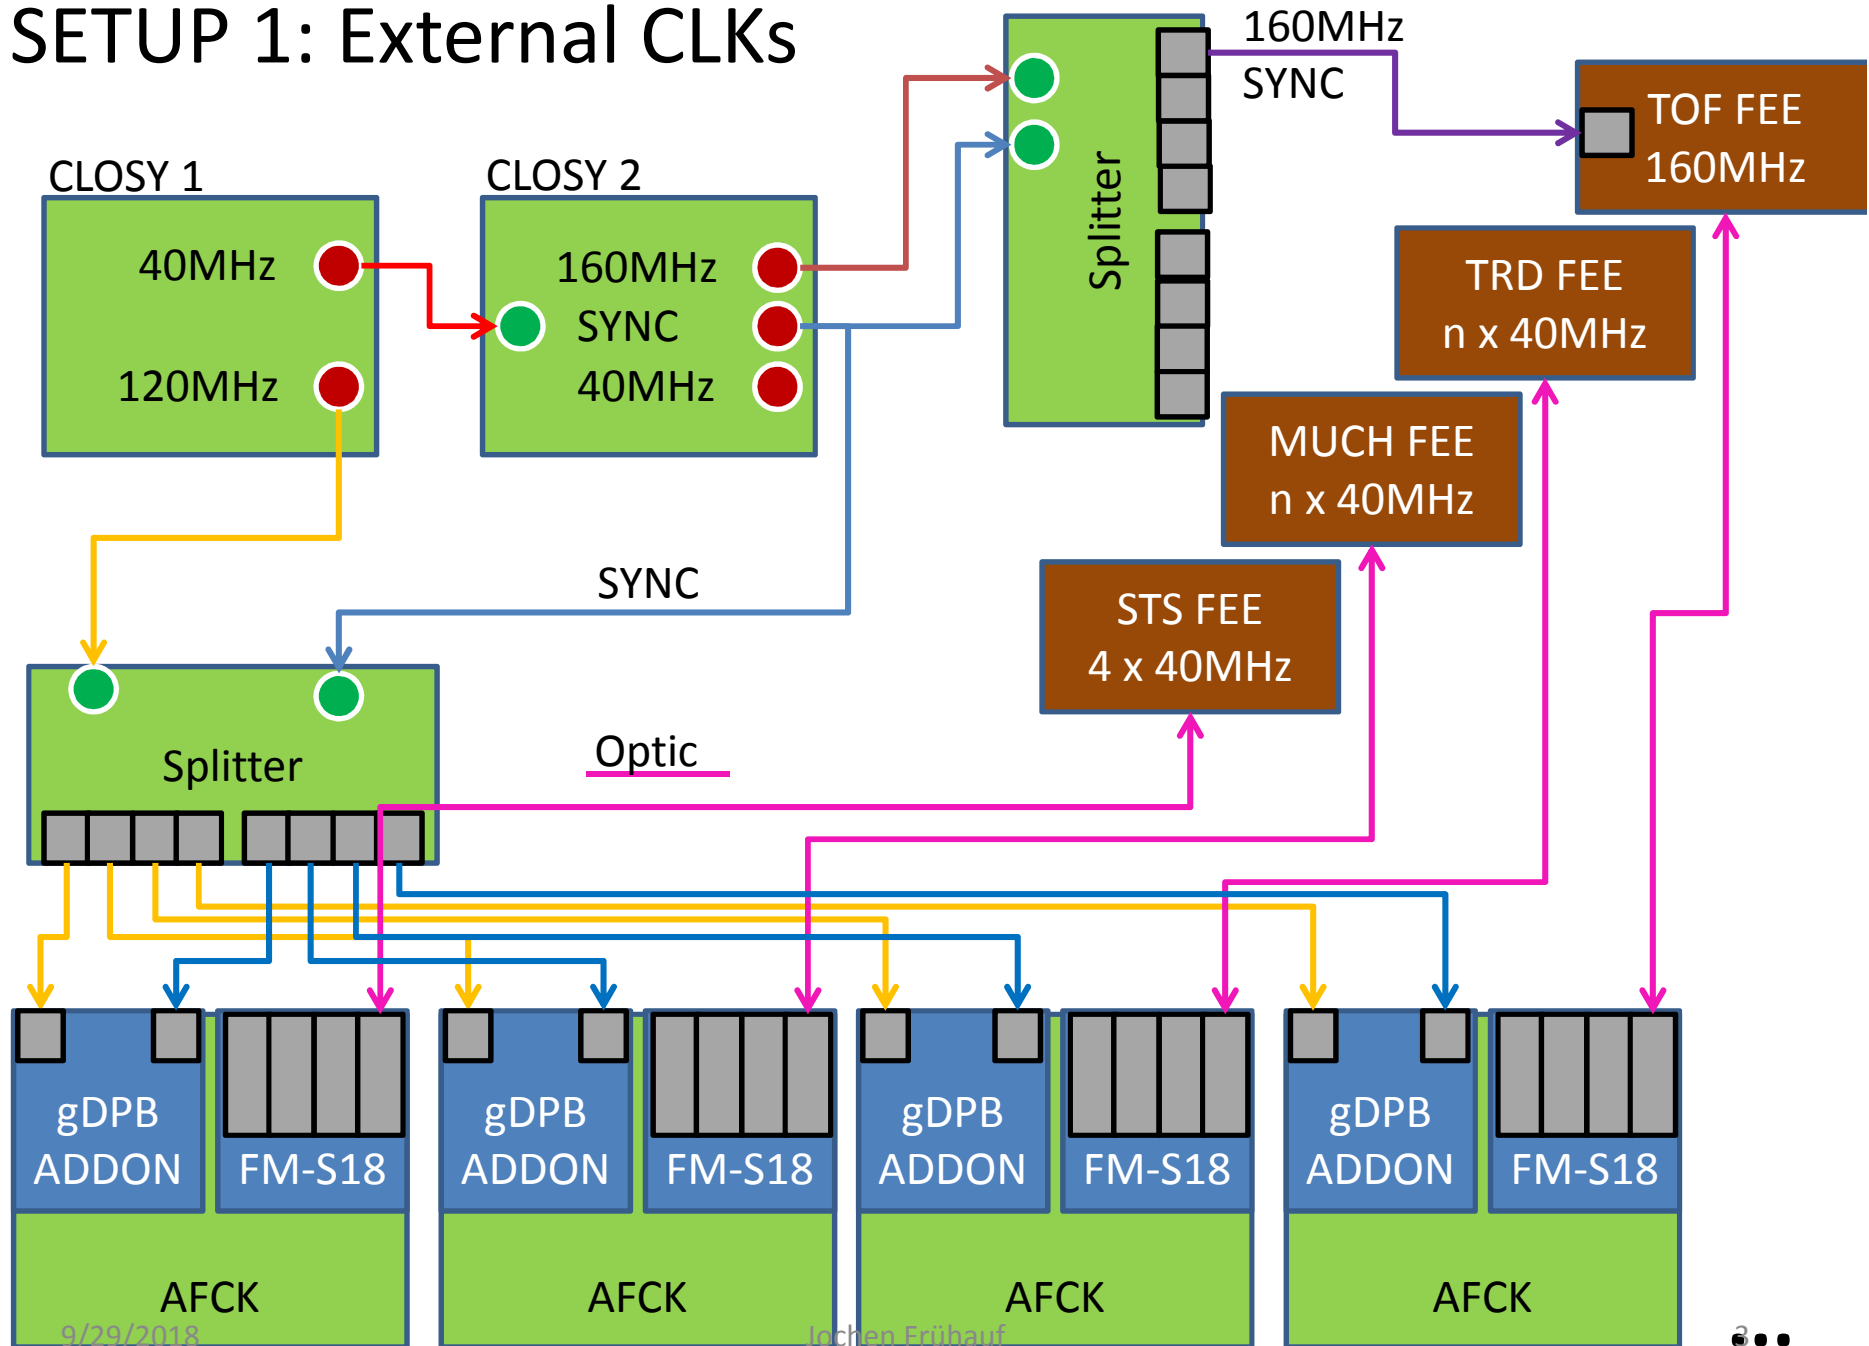 SETUP 1: External CLKs
160MHz
SYNC
TOF FEE
160MHz
CLOSY 1
CLOSY 2
40MHz
120MHz
160MHz
SYNC
40MHz
Splitter
TRD FEE
n x 40MHz
MUCH FEE
n x 40MHz
SYNC
STS FEE
4 x 40MHz
Splitter
Optic
gDPB
ADDON
FM-S18
gDPB
ADDON
FM-S18
gDPB
ADDON
FM-S18
gDPB
ADDON
FM-S18
AFCK
AFCK
AFCK
AFCK
9/29/2018
Jochen Frühauf
3
...